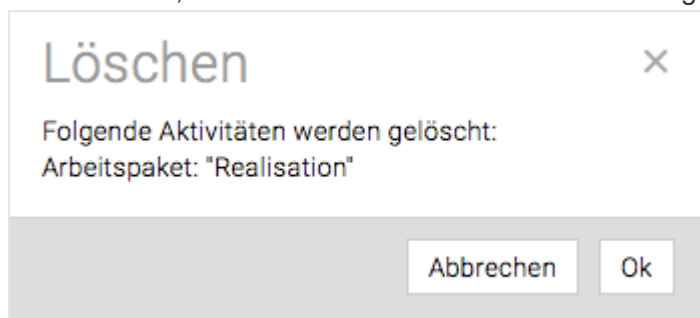 Löschen
Folgende Aktivitäten werden gelöscht:
Arbeitspaket: "Realisation"
Abbrechen Ok